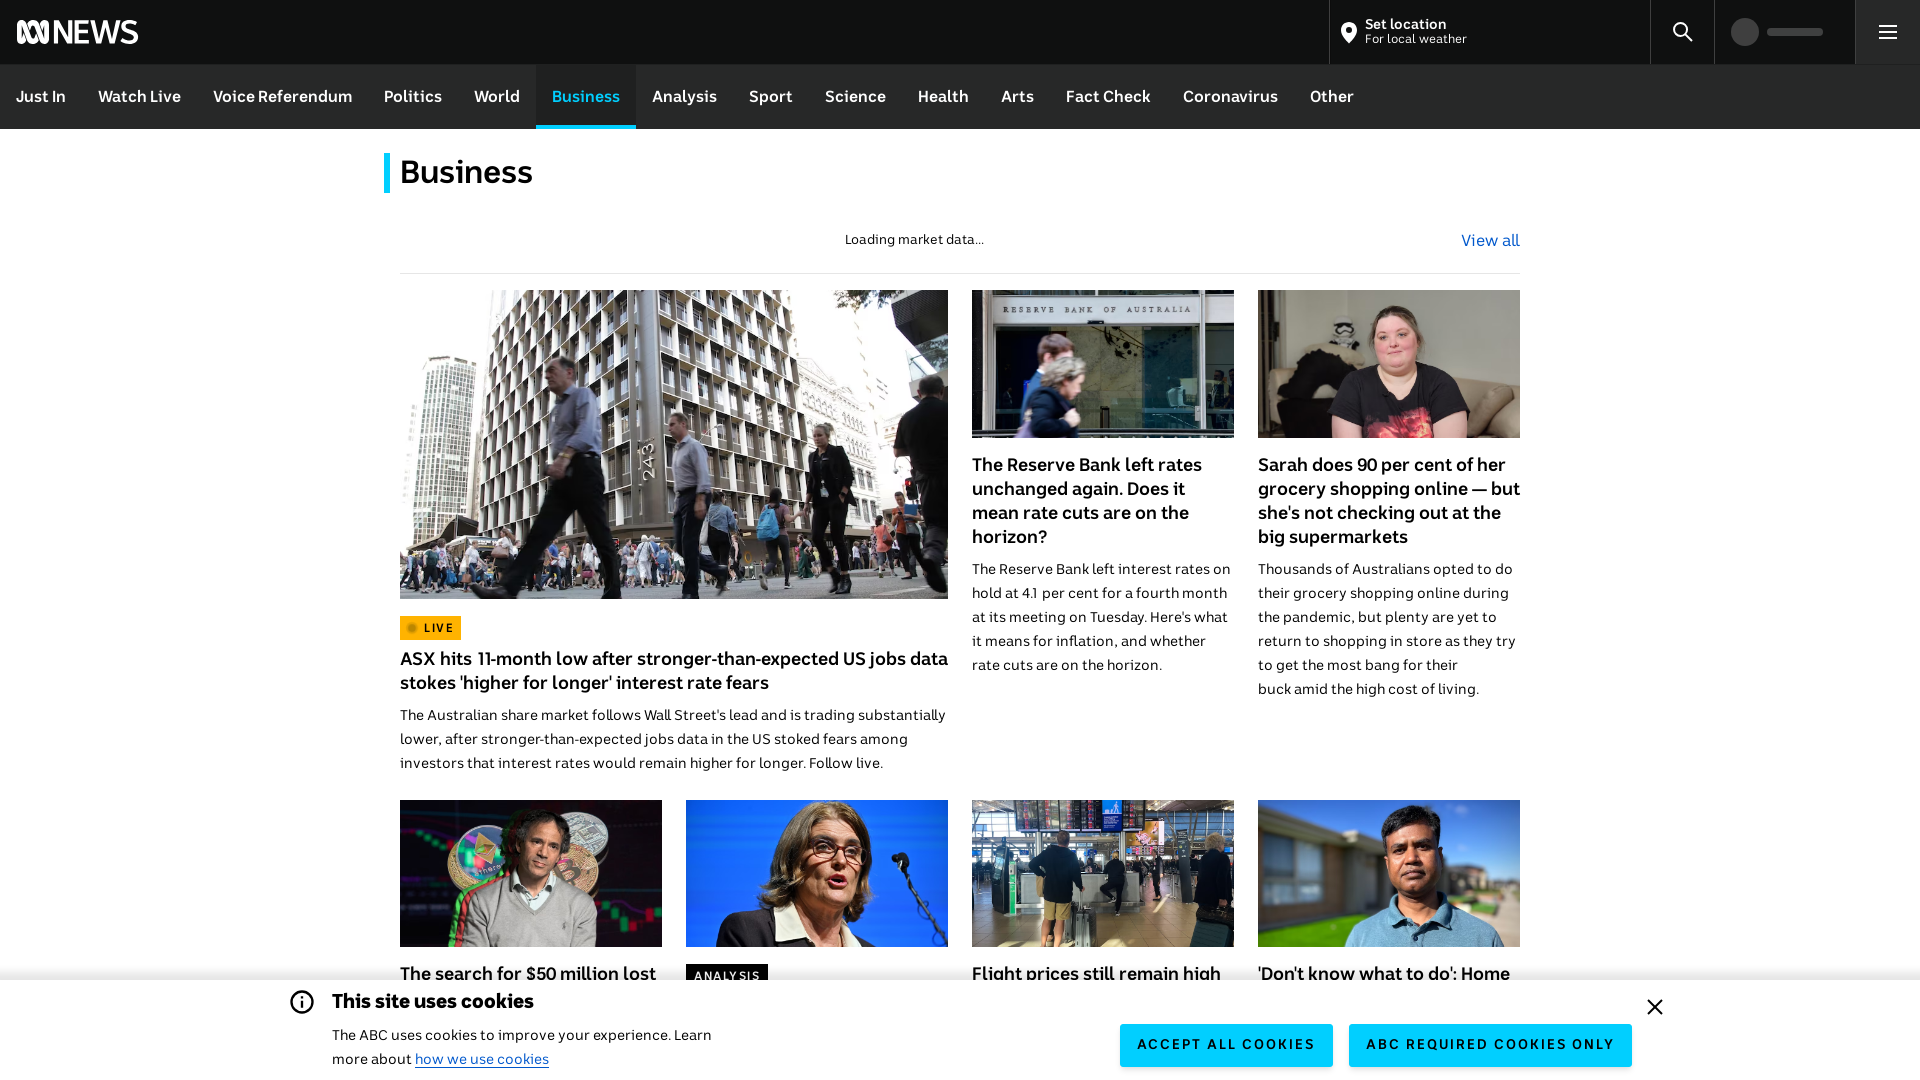 NEWS
Set location
For local weather
Just In
Watch Live
Voice Referendum
Politics
World
Business
Analysis
Sport
Science
Health
Arts
Fact Check
Coronavirus
Other
Business
Loading market data...
View all
243
RESERVE BANK OF AUSTRALIA
LIVE
ASX hits 11-month low after stronger-than-expected US jobs data
stokes 'higher for longer' interest rate fears
The Australian share market follows Wall Street's lead and is trading substantially
lower, after stronger-than-expected jobs data in the US stoked fears among
investors that interest rates would remain higher for longer. Follow live.
The Reserve Bank left rates
unchanged again. Does it
mean rate cuts are on the
horizon?
The Reserve Bank left interest rates on
hold at 4.1 per cent for a fourth month
at its meeting on Tuesday. Here's what
it means for inflation, and whether
rate cuts are on the horizon.
Sarah does 90 per cent of her
grocery shopping online — but
she's not checking out at the
big supermarkets
Thousands of Australians opted to do
their grocery shopping online during
the pandemic, but plenty are yet to
return to shopping in store as they try
to get the most bang for their
buck amid the high cost of living.
The search for $50 million lost
ANALYSIS
Flight prices still remain high
'Don't know what to do': Home
This site uses cookies
The ABC uses cookies to improve your experience. Learn
more about how we use cookies
ACCEPT ALL COOKIES
ABC REQUIRED COOKIES ONLY